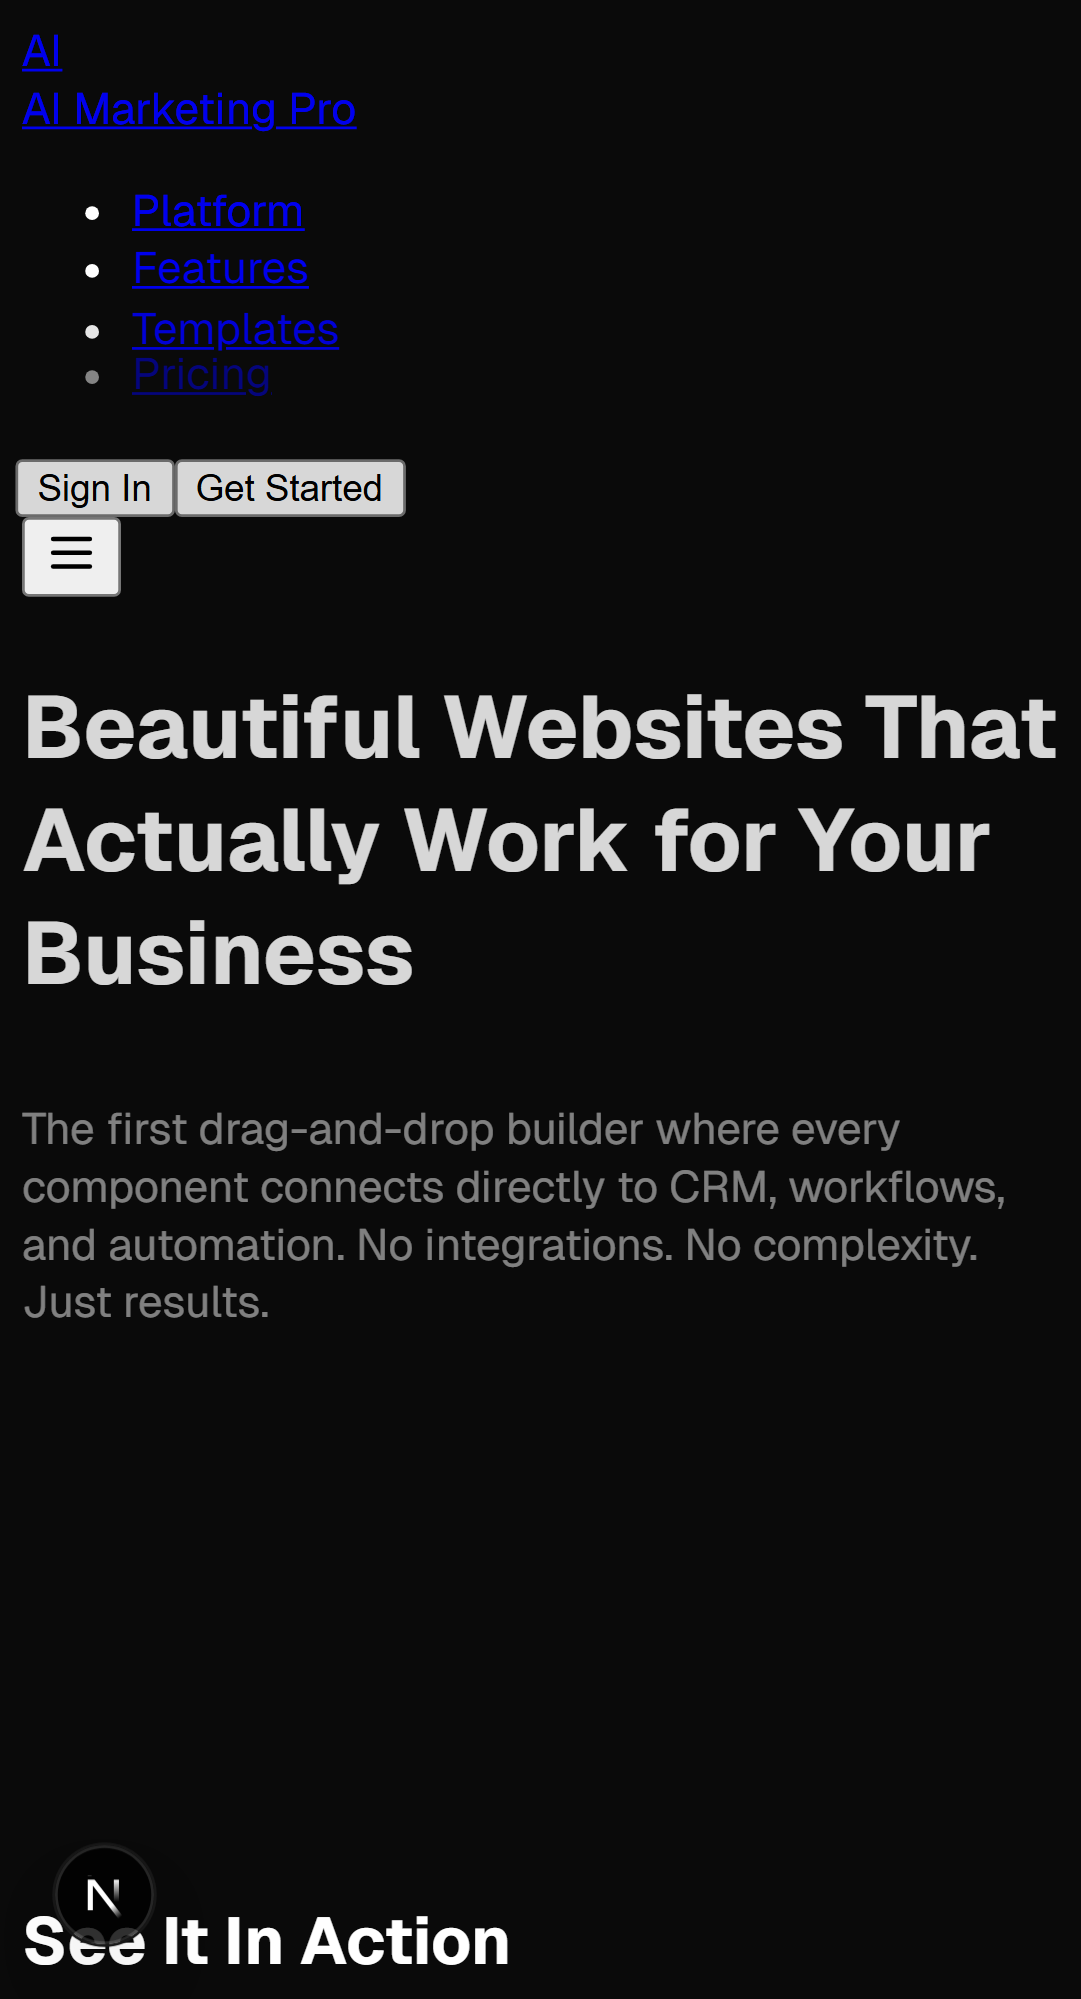 AI
AI Marketing Pro
Platform
Features
Templates
Pricing
Sign In
Get Started
Beautiful Websites That
Actually Work for Your
Business
The first drag-and-drop builder where every
component connects directly to CRM, workflows,
and automation. No integrations. No complexity.
Just results.
N
See It In Action